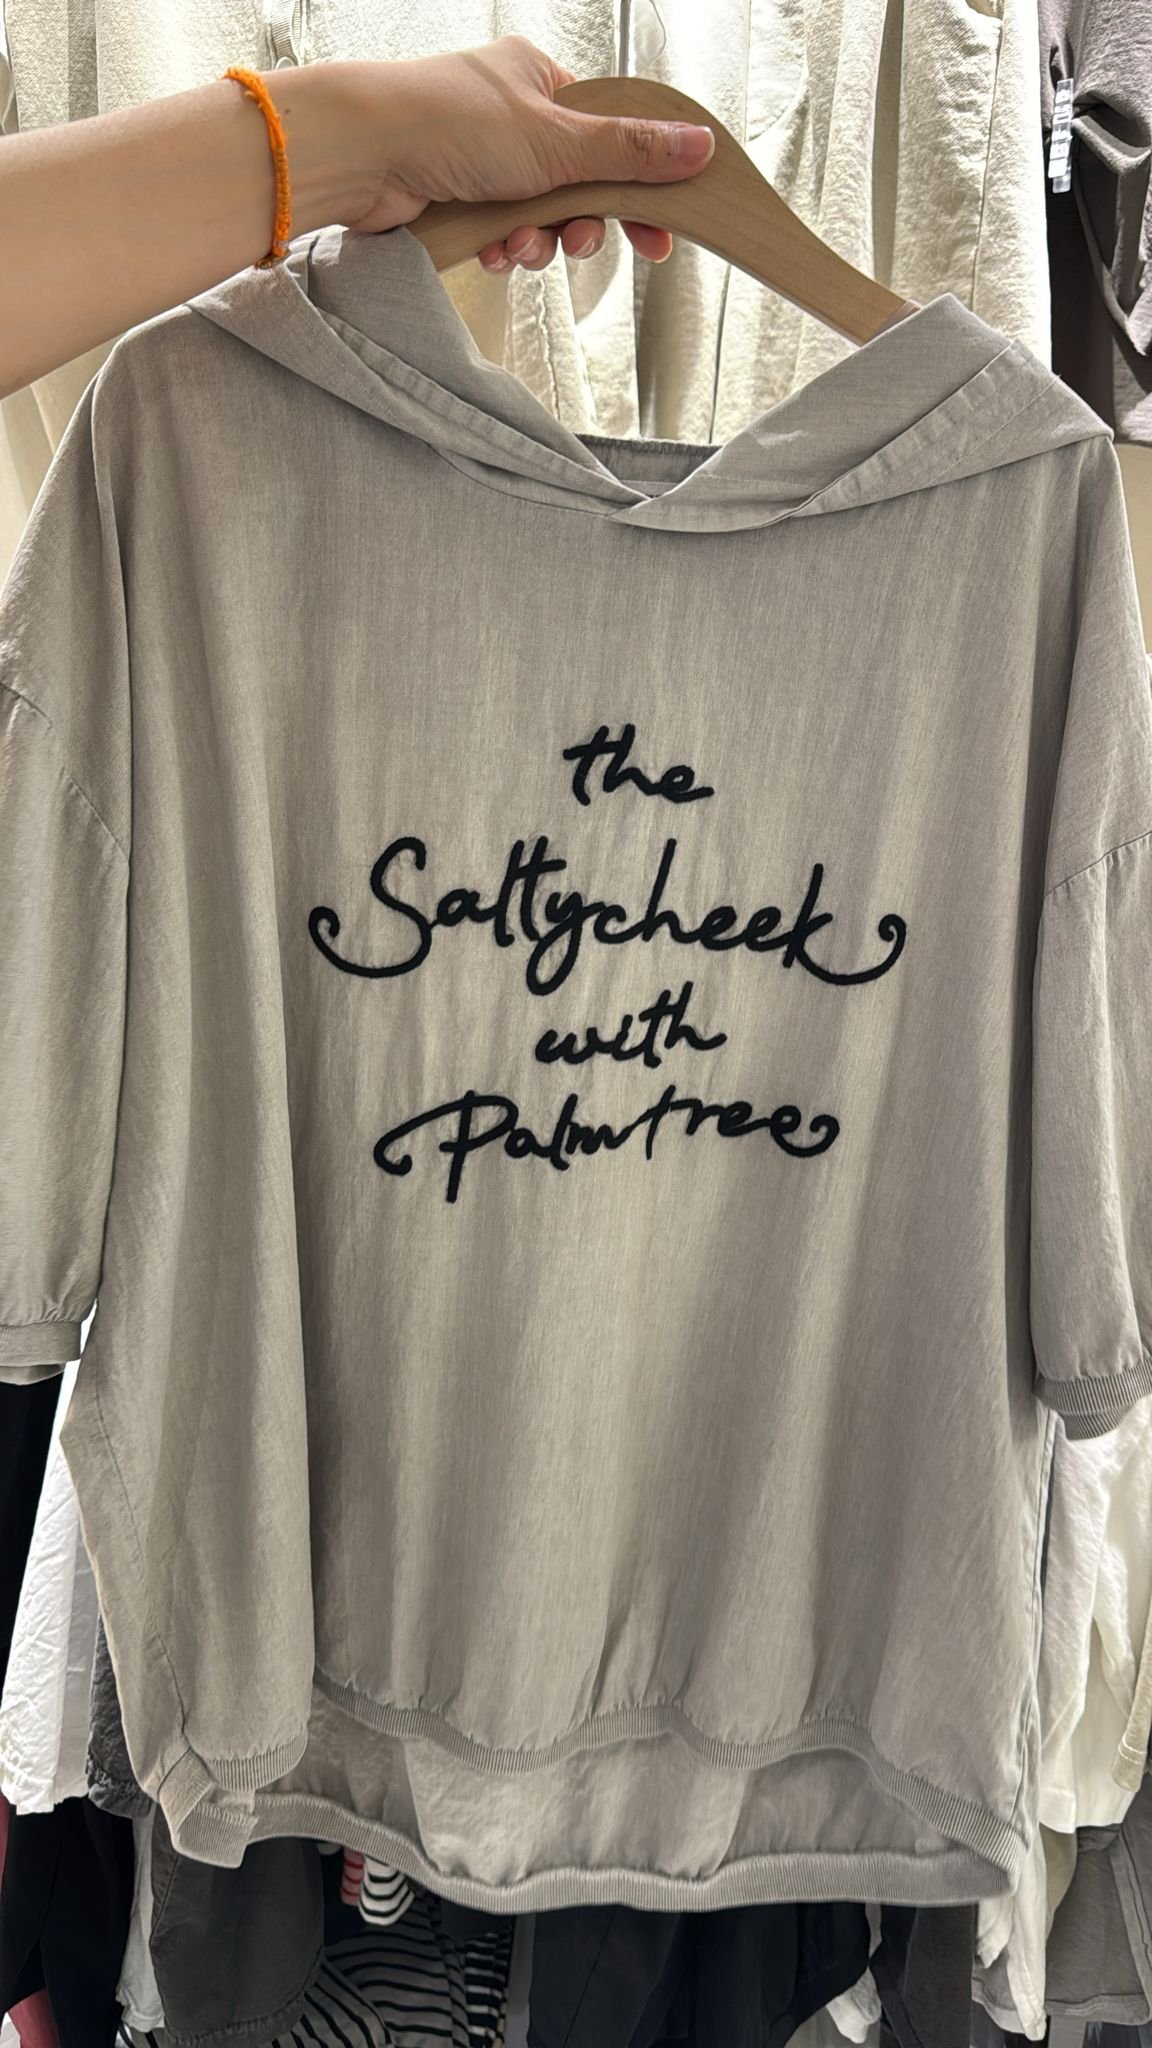 the
Saltycheek
with
Palmtree